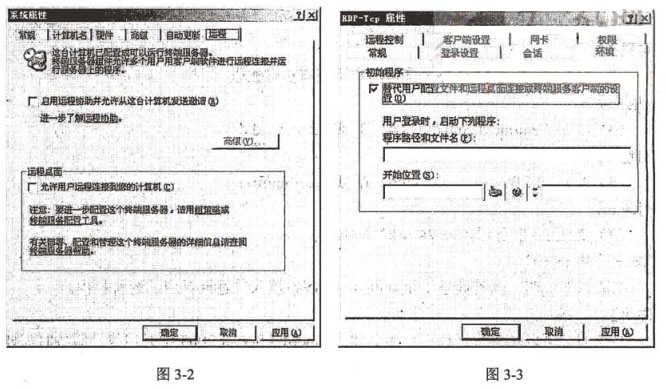 系统属性
常规 计算机名 硬件 高级 自动更新 远程
这台计算机已配置成可以运行终端服务器。
终端服务器组件允许多个用户用客户端软件进行远程连接并运
行服务器上的程序。
启用远程协助并允许从这台计算机发送邀请(R)
进一步了解远程协助。
高级(V)...
远程桌面
允许用户远程连接到您的计算机(C)
注意: 要进一步配置这个终端服务器，请用组策略或
终端服务配置工具。
有关部署、配置和管理这个终端服务器的详细信息请查阅
终端服务器帮助。
确定 取消 应用(A)
图 3-2
RDP-Tcp 属性
远程控制 客户端设置 网卡 权限
常规 登录设置 会话 环境
初始程序
替代用户配置文件和远程桌面连接或终端服务客户端的设
置(O)
用户登录时，启动下列程序:
程序路径和文件名(P):
开始位置(S):
确定 取消 应用(A)
图 3-3